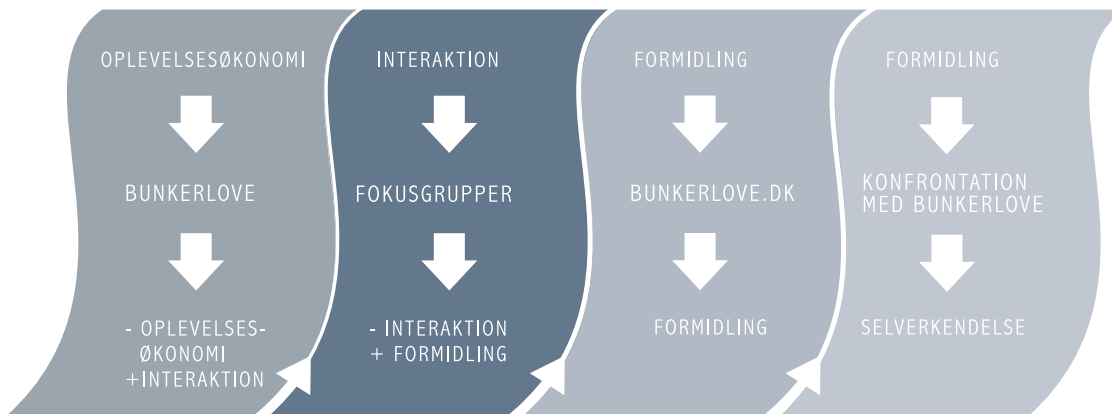 OPLEVELSESØKONOMI
BUNKERLOVE
- OPLEVELSES-
ØKONOMI
+INTERAKTION
INTERAKTION
FOKUSGRUPPER
- INTERAKTION
+ FORMIDLING
FORMIDLING
BUNKERLOVE.DK
FORMIDLING
FORMIDLING
KONFRONTATION
MED BUNKERLOVE
SELVERKENDELSE